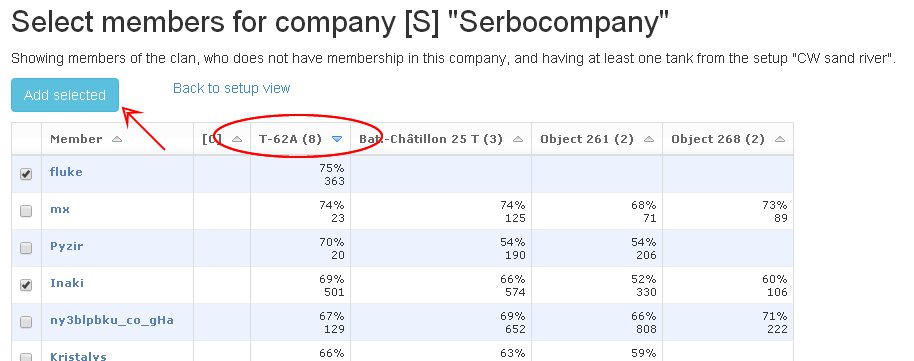 Select members for company [S] "Serbocompany"
Showing members of the clan, who does not have membership in this company, and having at least one tank from the setup "CW sand river".
Add selected Back to setup view
Member [C] T-62A (8) Bat.-Châtillon 25 T (3) Object 261 (2) Object 268 (2)
fluke 75%
363
mx 74% 74% 68% 73%
23 125 71 89
Pyzir 70% 54% 54%
20 190 206
Inaki 69% 66% 52% 60%
501 574 330 106
ny3blpbku_co_gHa 67% 69% 66% 71%
129 652 808 222
Kristalys 66% 63% 59%